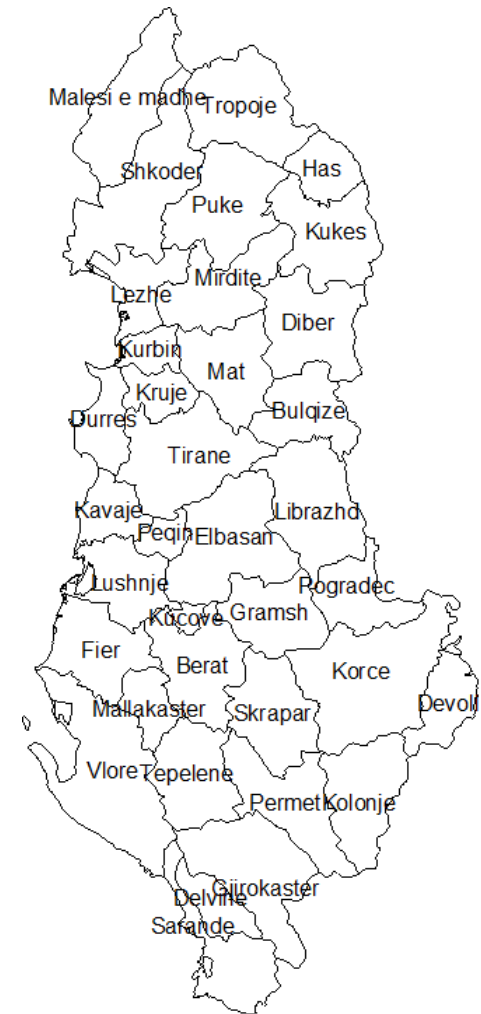 Malesi e madhe
Tropoje
Shkoder
Has
Puke
Kukes
Mirdite
Lezhe
Diber
Kurbin
Mat
Kruje
Bulqize
Durres
Tirane
Kavaje
Librazhd
Peqin
Elbasan
Lushnje
Pogradec
Kucove
Gramsh
Fier
Berat
Korce
Devoll
Mallakaster
Skrapar
Vlore
Tepelene
Permet
Kolonje
Gjirokaster
Delvine
Sarande